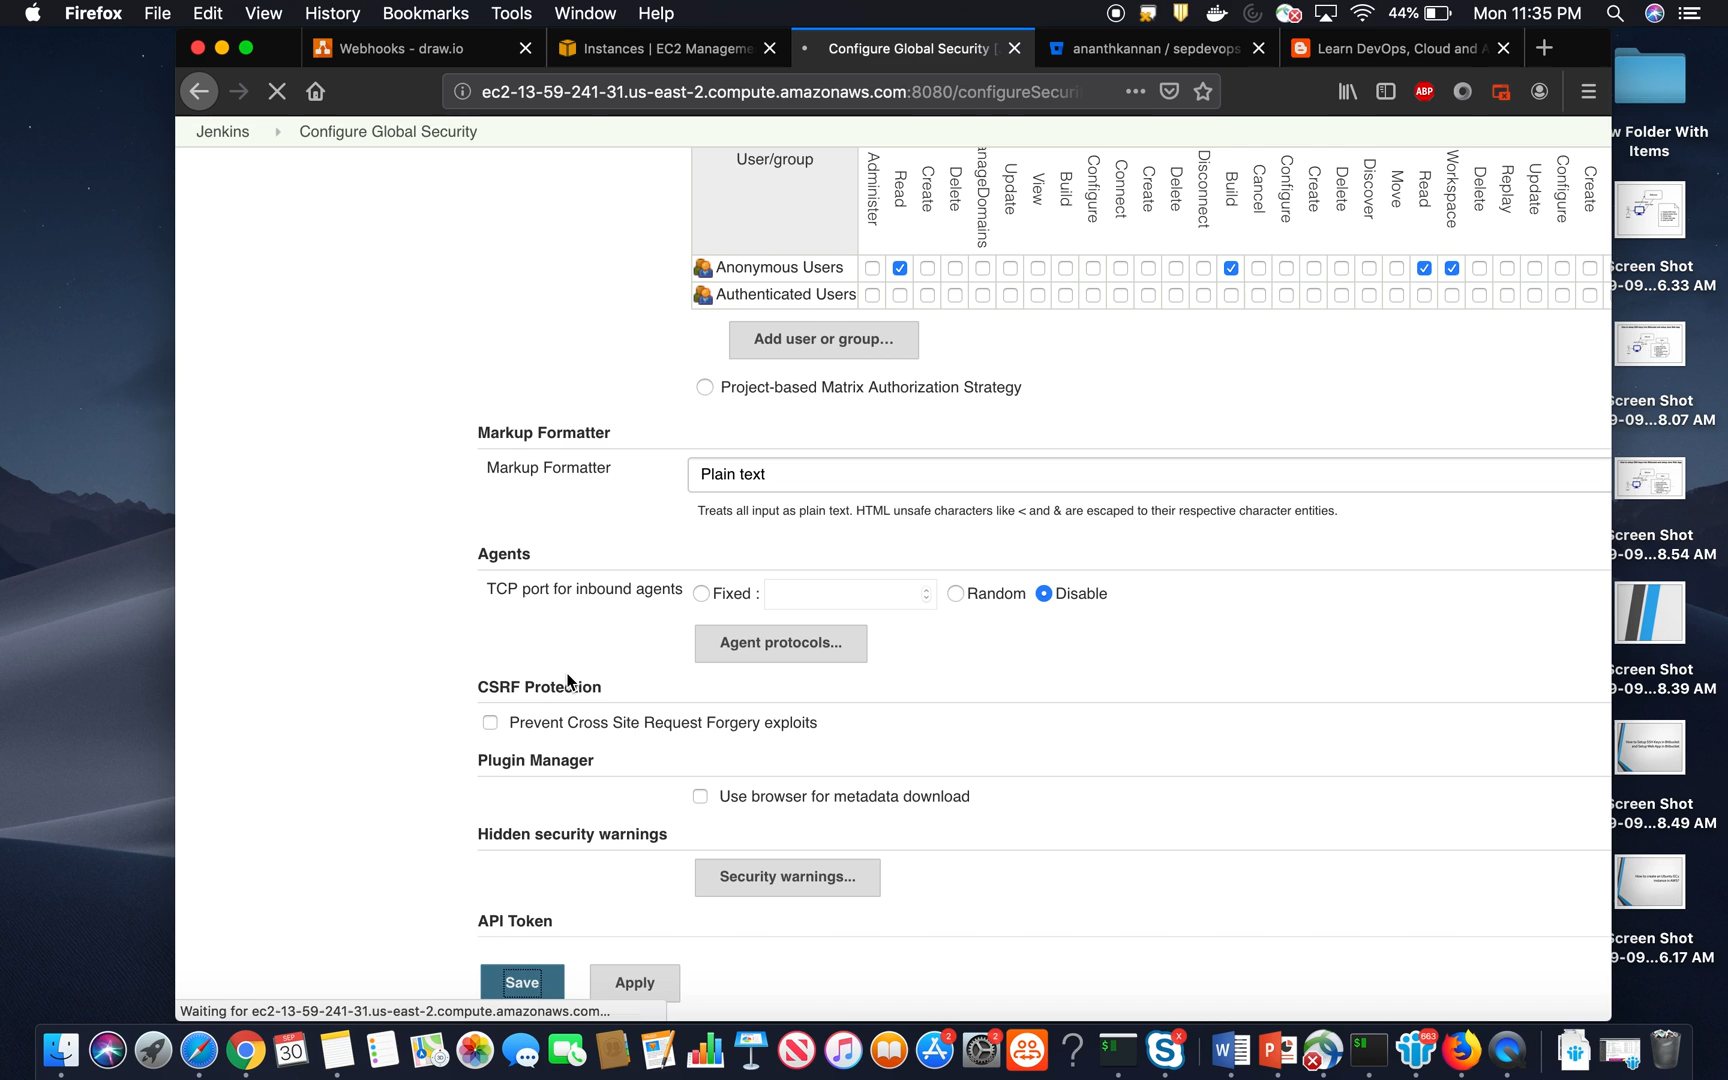 Firefox File Edit View History Bookmarks Tools Window Help 44% Mon 11:35 PM
Webhooks - draw.io
Instances | EC2 Manageme
Configure Global Security [
ananthkannan / sepdevops
Learn DevOps, Cloud and A
ec2-13-59-241-31.us-east-2.compute.amazonaws.com:8080/configureSecuri
ABP
Jenkins Configure Global Security
User/group
Administer
Read
Create
Delete
anageDomains
Update
View
Build
Configure
Connect
Create
Delete
Disconnect
Build
Cancel
Configure
Create
Delete
Discover
Move
Read
Workspace
Delete
Replay
Update
Configure
Create
Anonymous Users
Authenticated Users
Add user or group...
Project-based Matrix Authorization Strategy
Markup Formatter
Markup Formatter
Plain text
Treats all input as plain text. HTML unsafe characters like < and & are escaped to their respective character entities.
Agents
TCP port for inbound agents Fixed : Random Disable
Agent protocols...
CSRF Protection
Prevent Cross Site Request Forgery exploits
Plugin Manager
Use browser for metadata download
Hidden security warnings
Security warnings...
API Token
Save Apply
Waiting for ec2-13-59-241-31.us-east-2.compute.amazonaws.com...
w Folder With
Items
Screen Shot
9-09...6.33 AM
Screen Shot
9-09...8.07 AM
Screen Shot
9-09...8.54 AM
Screen Shot
9-09...8.39 AM
Screen Shot
9-09...8.49 AM
Screen Shot
9-09...6.17 AM
SEP
30
2
2
663